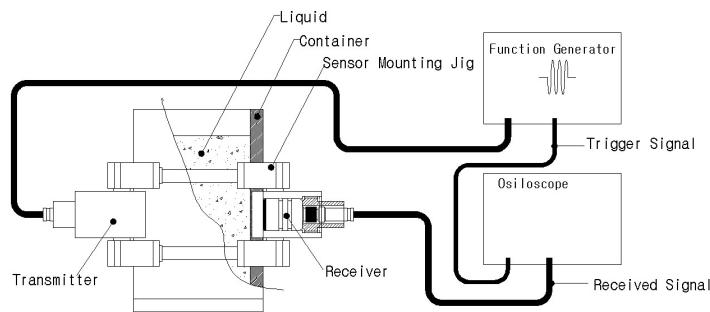 Liquid
Container
Sensor Mounting Jig
Function Generator
Trigger Signal
Osiloscope
Transmitter
Receiver
Received Signal